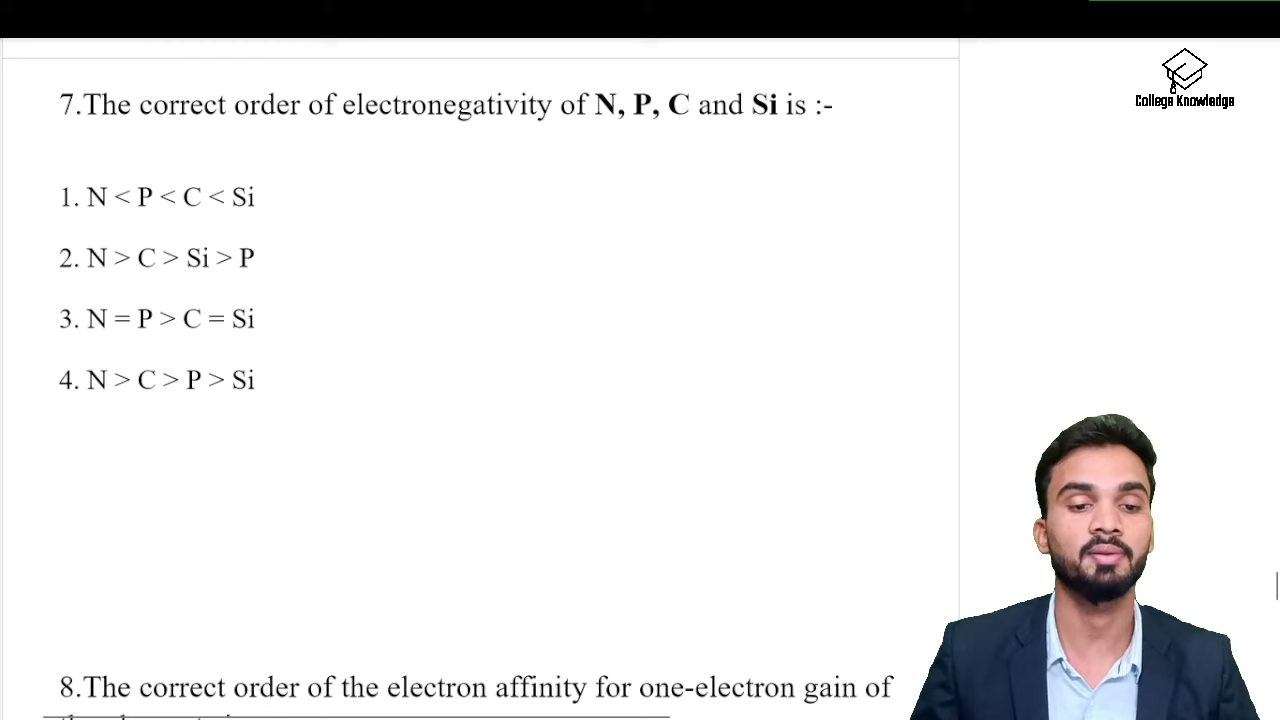 College Knowledge
7.The correct order of electronegativity of N, P, C and Si is :-
1. N < P < C < Si
2. N > C > Si > P
3. N = P > C = Si
4. N > C > P > Si
8.The correct order of the electron affinity for one-electron gain of